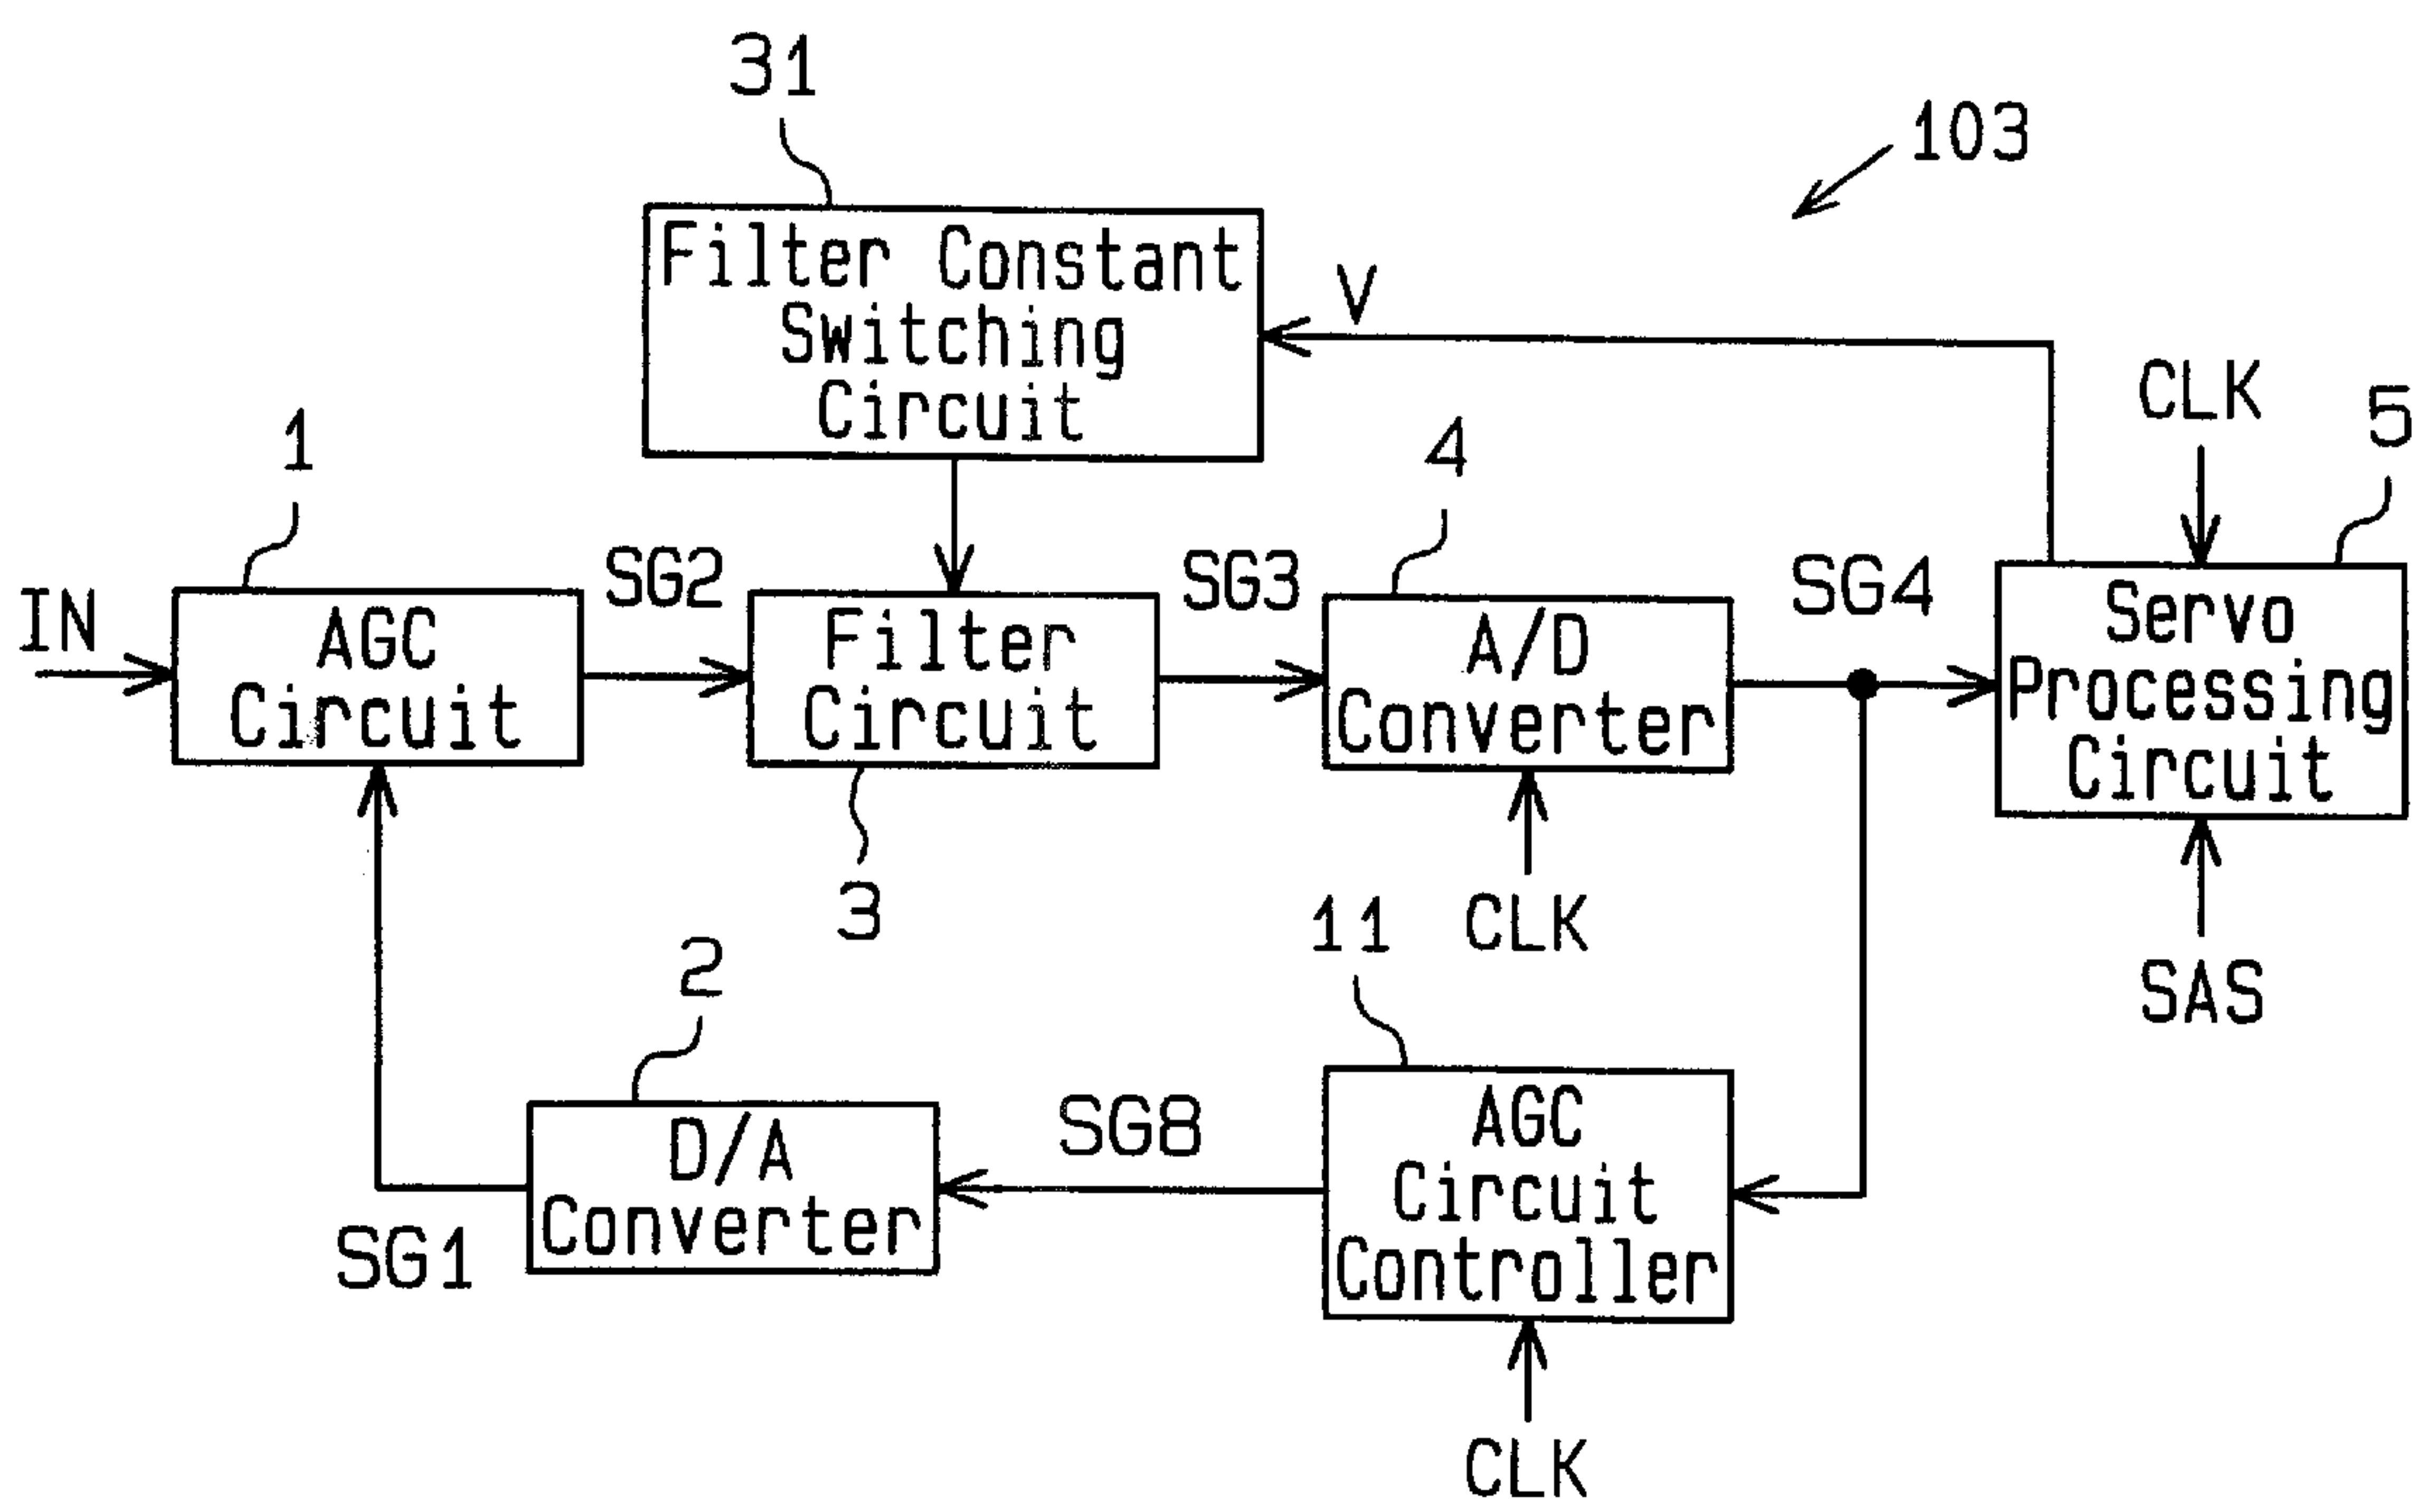 31
103
Filter Constant
Switching
Circuit
V
CLK
5
1
4
IN
SG2
SG3
SG4
AGC
Circuit
Filter
Circuit
A/D
Converter
Servo
Processing
Circuit
3
CLK
SAS
2
11
D/A
Converter
SG8
AGC
Circuit
Controller
SG1
CLK